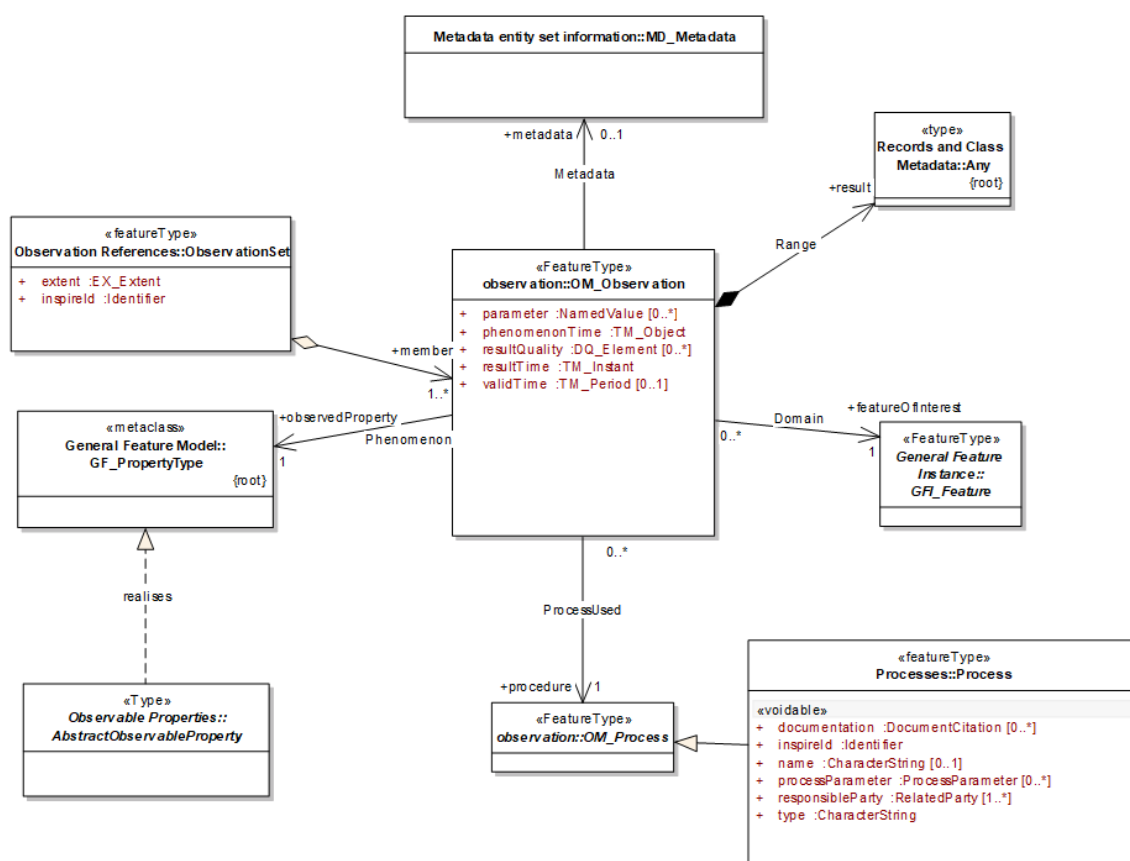 Metadata entity set information::MD_Metadata
+metadata 0..1
Metadata
«type»
Records and Class
Metadata::Any
{root}
+result
Range
«featureType»
Observation References::ObservationSet
+ extent :EX_Extent
+ inspireId :Identifier
«FeatureType»
observation::OM_Observation
+ parameter :NamedValue [0..*]
+ phenomenonTime :TM_Object
+ resultQuality :DQ_Element [0..*]
+ resultTime :TM_Instant
+ validTime :TM_Period [0..1]
+member
1..*
+observedProperty
Phenomenon
1
«metaclass»
General Feature Model::
GF_PropertyType
{root}
0..*
Domain
+featureOfInterest
1
«FeatureType»
General Feature
Instance::
GFI_Feature
realises
0..*
ProcessUsed
+procedure 1
«Type»
Observable Properties::
AbstractObservableProperty
«FeatureType»
observation::OM_Process
«featureType»
Processes::Process
«voidable»
+ documentation :DocumentCitation [0..*]
+ inspireId :Identifier
+ name :CharacterString [0..1]
+ processParameter :ProcessParameter [0..*]
+ responsibleParty :RelatedParty [1..*]
+ type :CharacterString